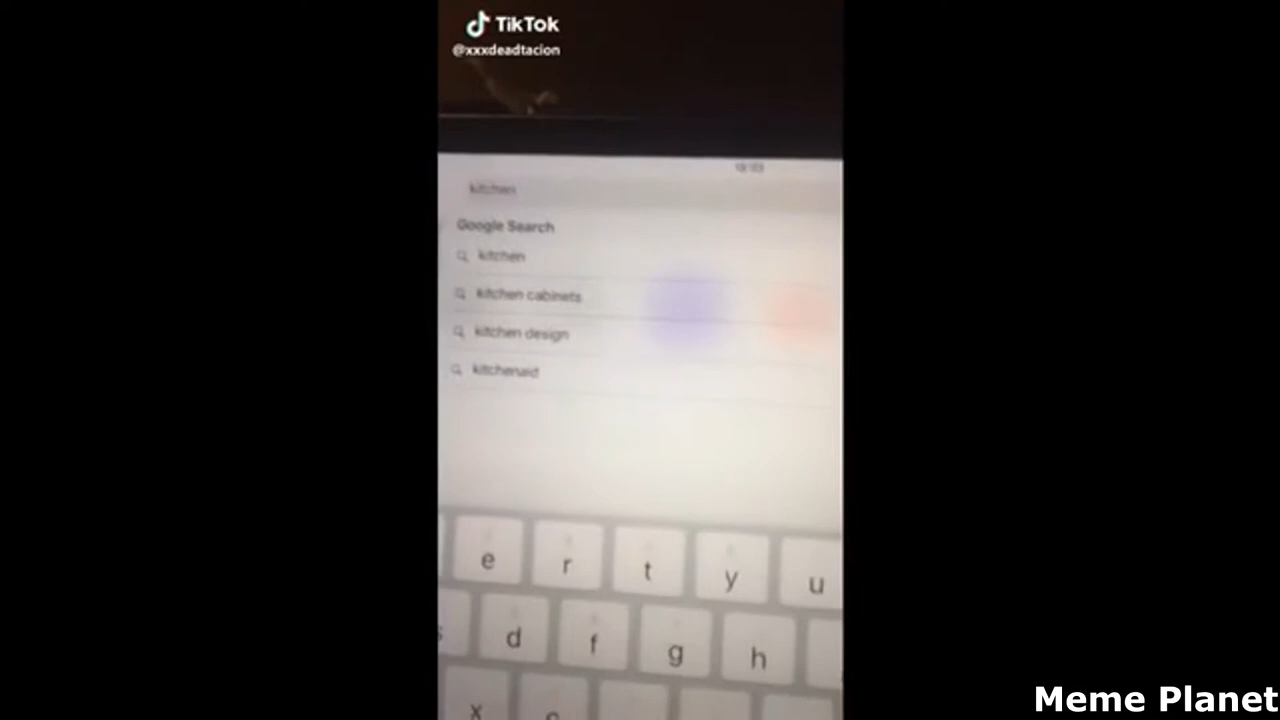 TikTok
@xxxdeadtacion
kitchen
Google Search
kitchen
kitchen cabinets
kitchen design
kitchenaid
e r t y u
d f g h
x c
Meme Planet